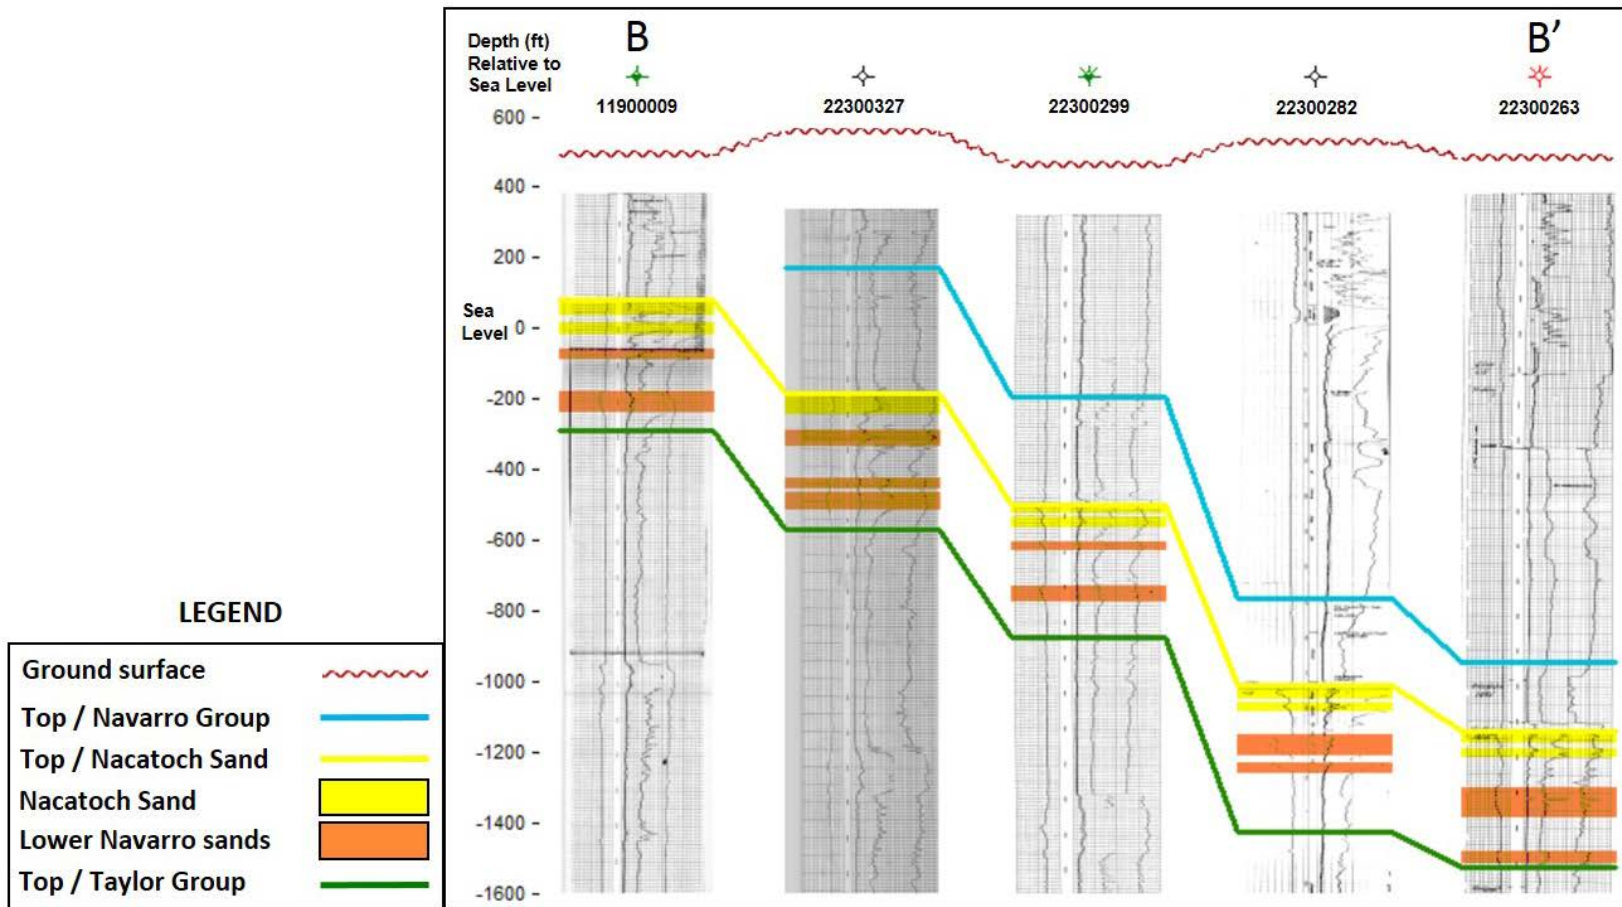 B
B’
Depth (ft)
Relative to
Sea Level
11900009
22300327
22300299
22300282
22300263
600 -
400 -
200 -
Sea
Level
0 -
-200 -
-400 -
-600 -
-800 -
-1000 -
-1200 -
-1400 -
-1600 -
LEGEND
Ground surface
Top / Navarro Group
Top / Nacatoch Sand
Nacatoch Sand
Lower Navarro sands
Top / Taylor Group